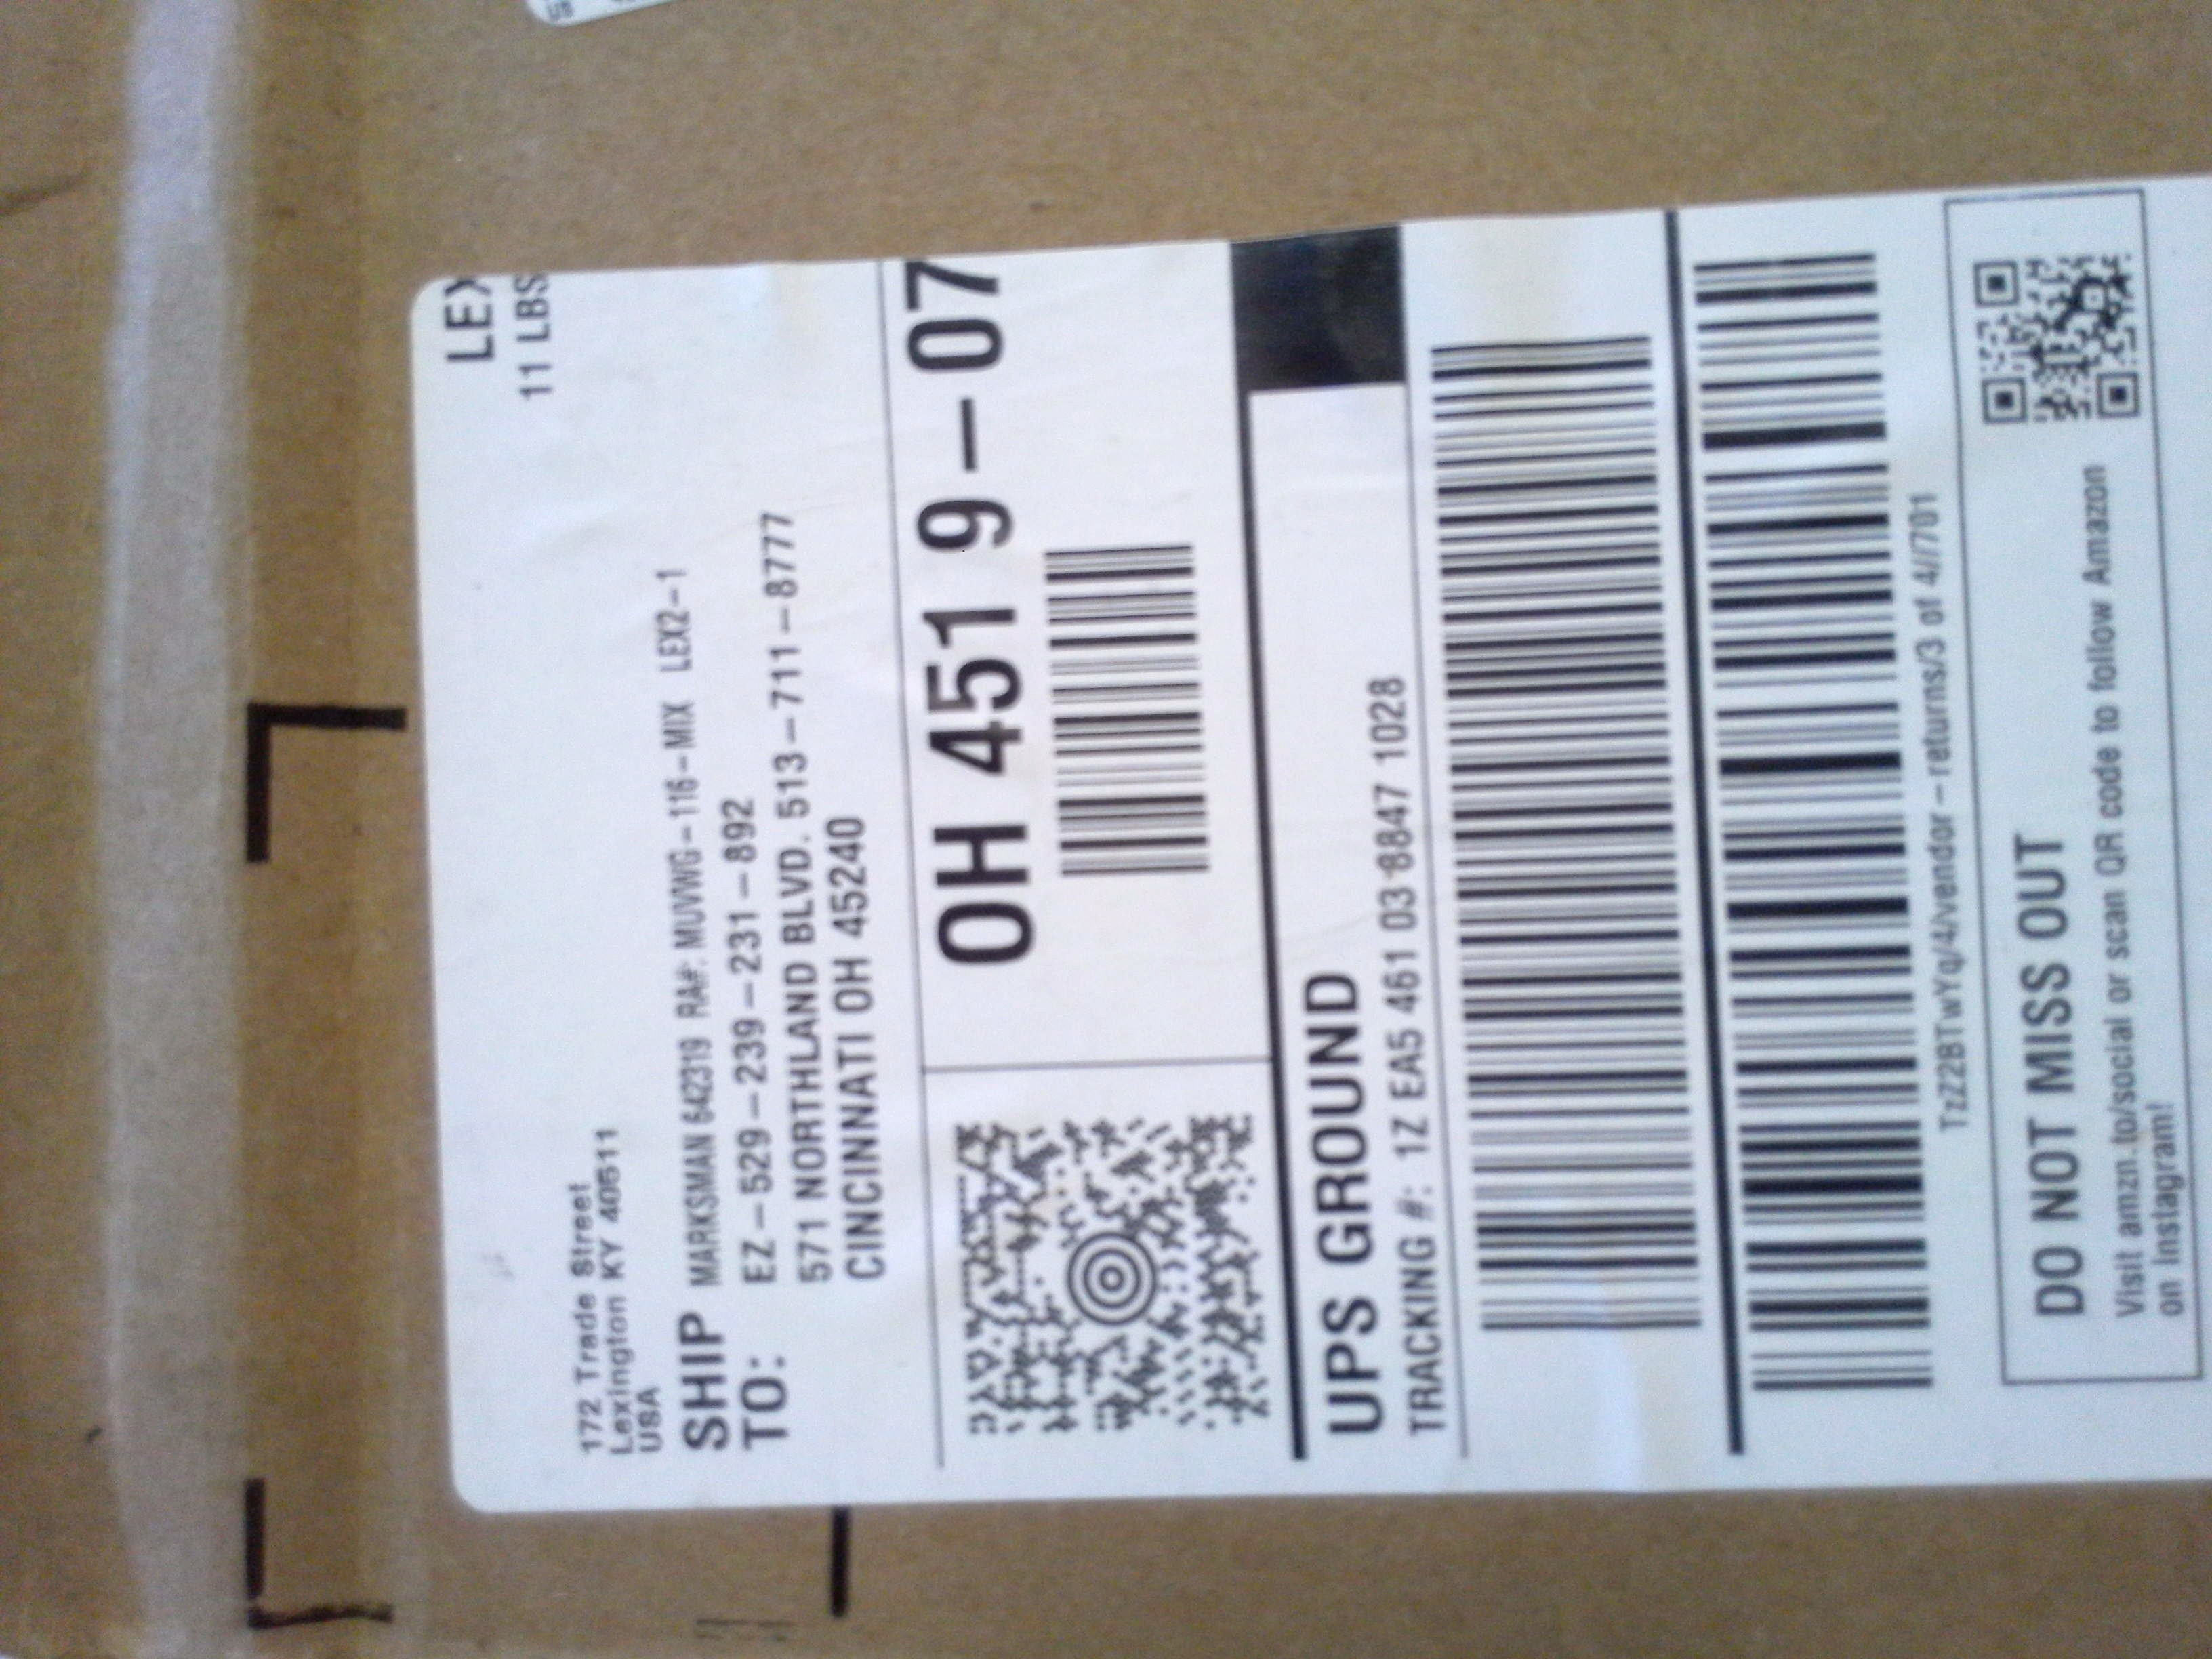 LEX
11 LBS
172 Trade Street
Lexington KY 40511
USA
SHIP TO:
MARKSMAN 642319 RA#: MUVWG-116-MIX LEX2-1
EZ-529-239-231-892
571 NORTHLAND BLVD. 513-711-8777
CINCINNATI OH 45240
OH 451 9-07
UPS GROUND
TRACKING #: 1Z EA5 461 03 8847 1028
TzZ2BTwYq/4/vendor-returns/3 of 4//701
DO NOT MISS OUT
Visit amzn.to/social or scan QR code to follow Amazon
on Instagram!